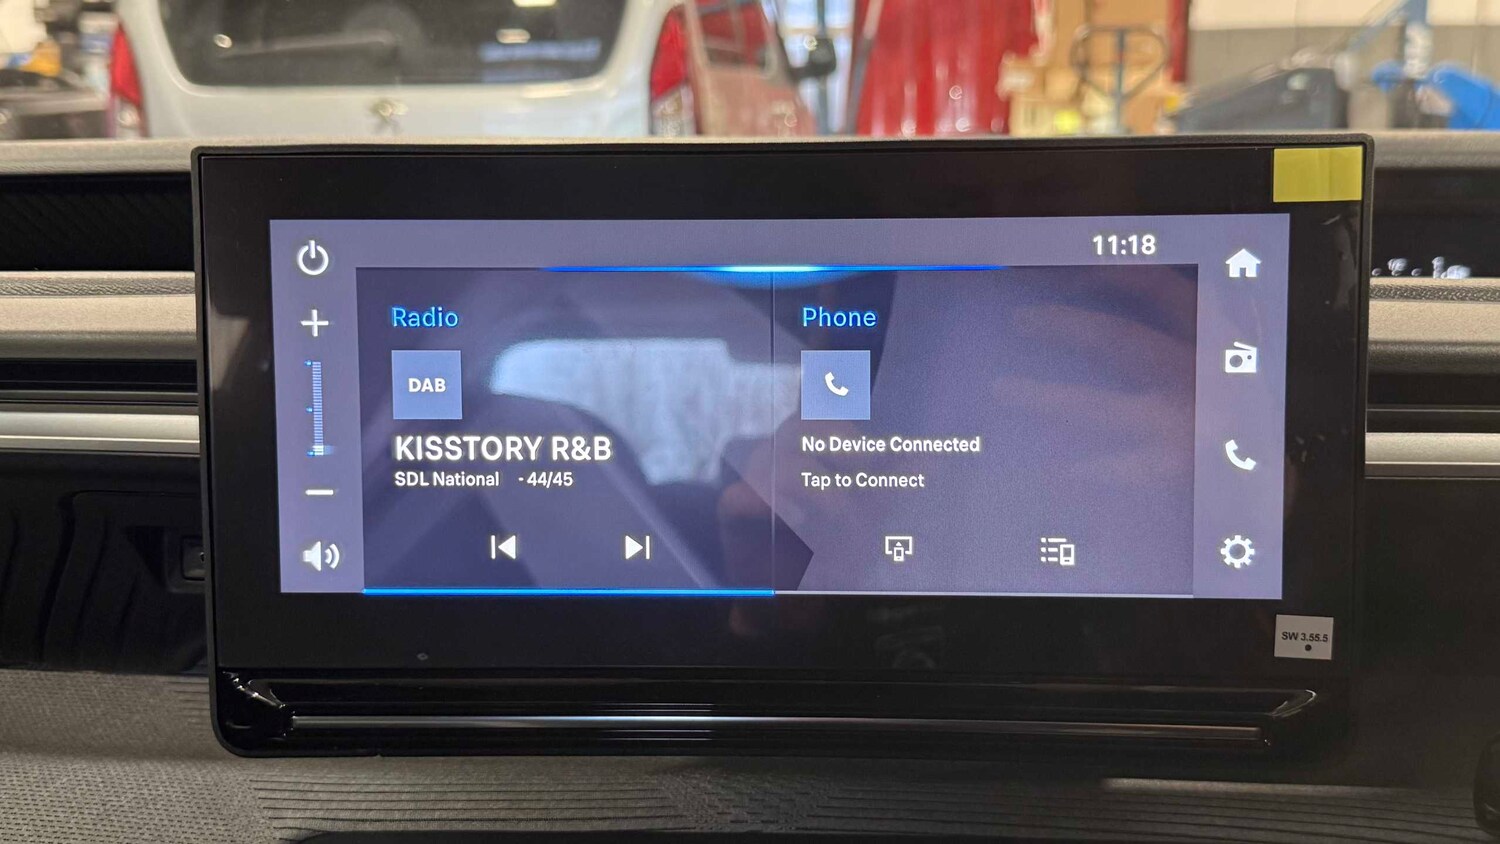 11:18
Radio
DAB
KISSTORY R&B
SDL National - 44/45
Phone
No Device Connected
Tap to Connect
SW 3.55.5